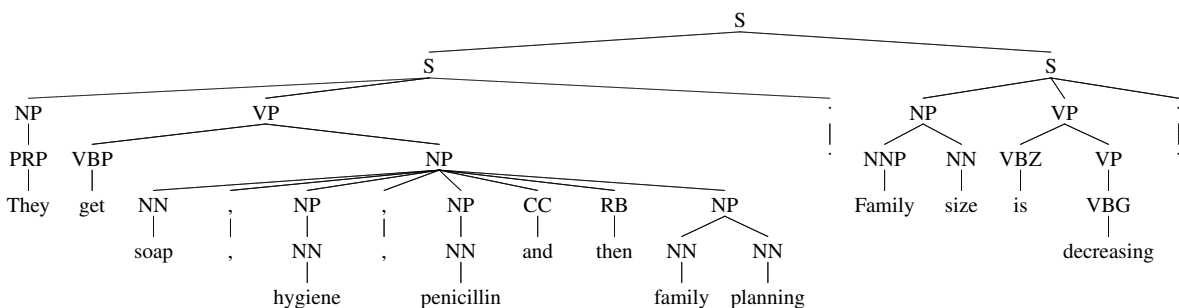 S
S S
NP VP . NP VP .
PRP VBP NP . NNP NN VBZ VP .
They get NN , NP , NP CC RB NP Family size is VBG
soap , NN , NN and then NN NN decreasing
hygiene penicillin family planning